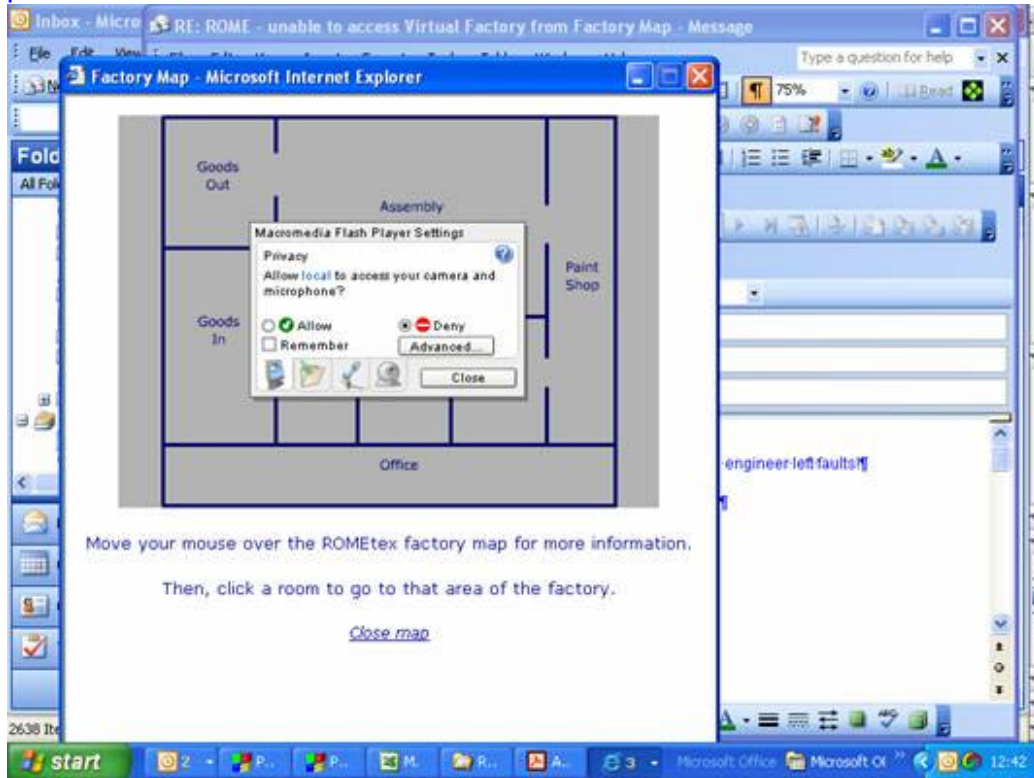 Inbox - Micro
RE: ROME - unable to access Virtual Factory from Factory Map - Message
File Edit View
Type a question for help
Factory Map - Microsoft Internet Explorer
75%
Read
Fold
All Fol
Goods
Out
Assembly
Macromedia Flash Player Settings
Privacy
Allow local to access your camera and
microphone?
Allow
Deny
Remember
Advanced...
Close
Paint
Shop
Goods
In
Office
engineer·left·faults!¶
¶
Move your mouse over the ROMEtex factory map for more information.
Then, click a room to go to that area of the factory.
Close map
2638 Ite
start
2
P...
P...
M.
R...
A...
3
Microsoft Office
Microsoft Of
12:42